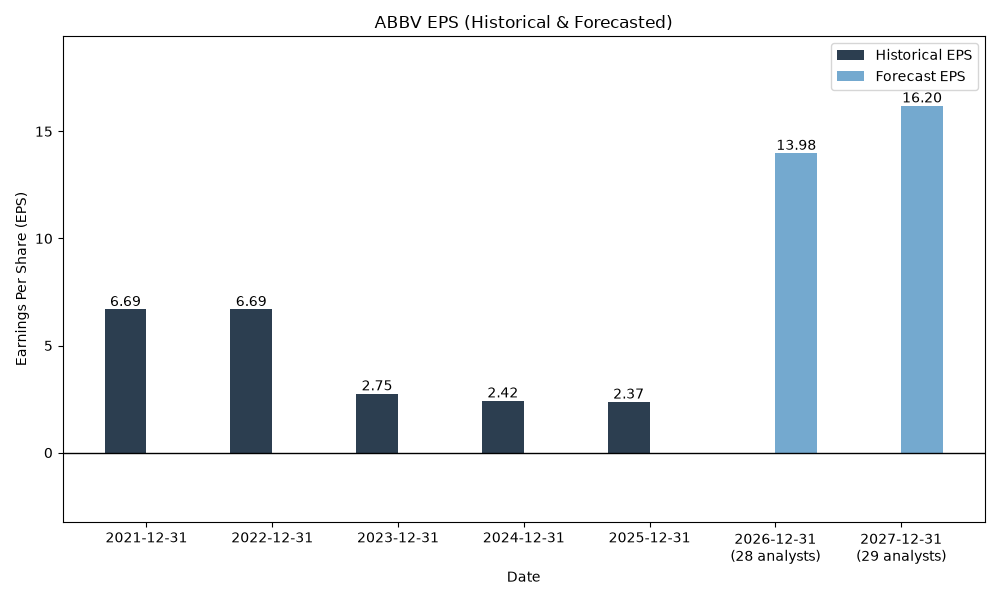 ABBV EPS (Historical & Forecasted)
Historical EPS
Forecast EPS
16.20
13.98
6.69
6.69
2.75
2.42
2.37
15
10
5
0
Earnings Per Share (EPS)
2021-12-31
2022-12-31
2023-12-31
2024-12-31
2025-12-31
2026-12-31
(28 analysts)
2027-12-31
(29 analysts)
Date